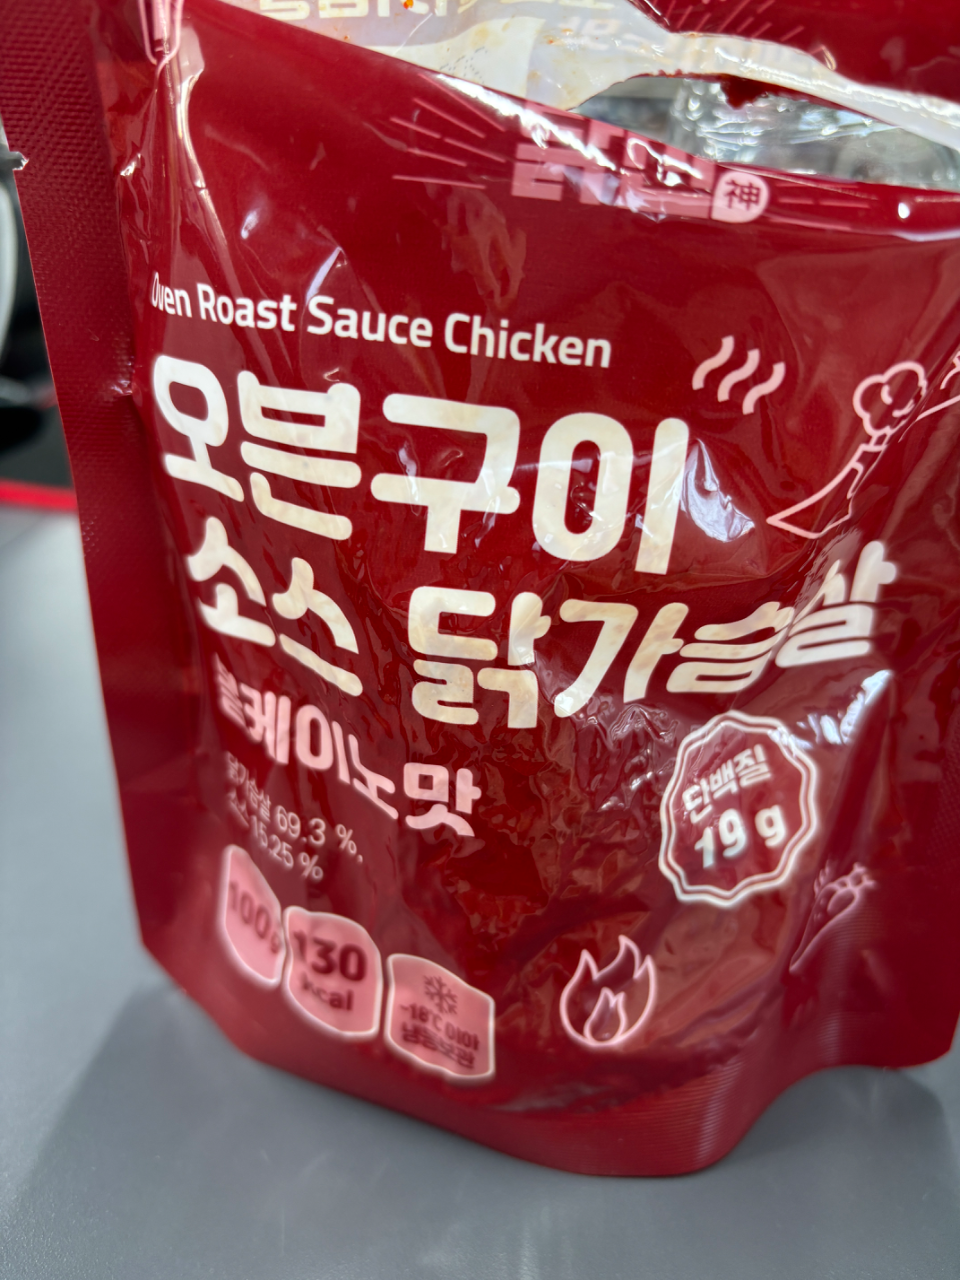 神
Oven Roast Sauce Chicken
오븐구이
소스 닭가슴살
볼케이노맛
닭가슴살 69.3 %,
소스 15.25 %
단백질
19 g
100g
130
kcal
-18℃ 이하
냉동보관